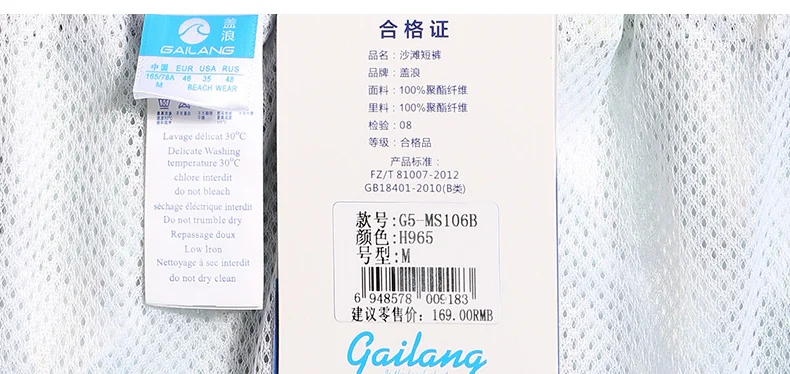 盖浪
GAILANG
中国 EUR USA RUS
165/78A 46 35 48
M BEACH WEAR
Lavage délicat 30°C
Delicate Washing
temperature 30°C
chlore interdit
do not bleach
séchage électrique interdit
Do not trumble dry
Repassage doux
Low Iron
Nettoyage à sec interdit
do not dry clean
合格证
品名：沙滩短裤
品牌：盖浪
面料：100%聚酯纤维
里料：100%聚酯纤维
检验：08
等级：合格品
产品标准：
FZ/T 81007-2012
GB18401-2010(B类)
款号:G5-MS106B
颜色:H965
号型:M
6 948578 009183
建议零售价: 169.00RMB
Gailang